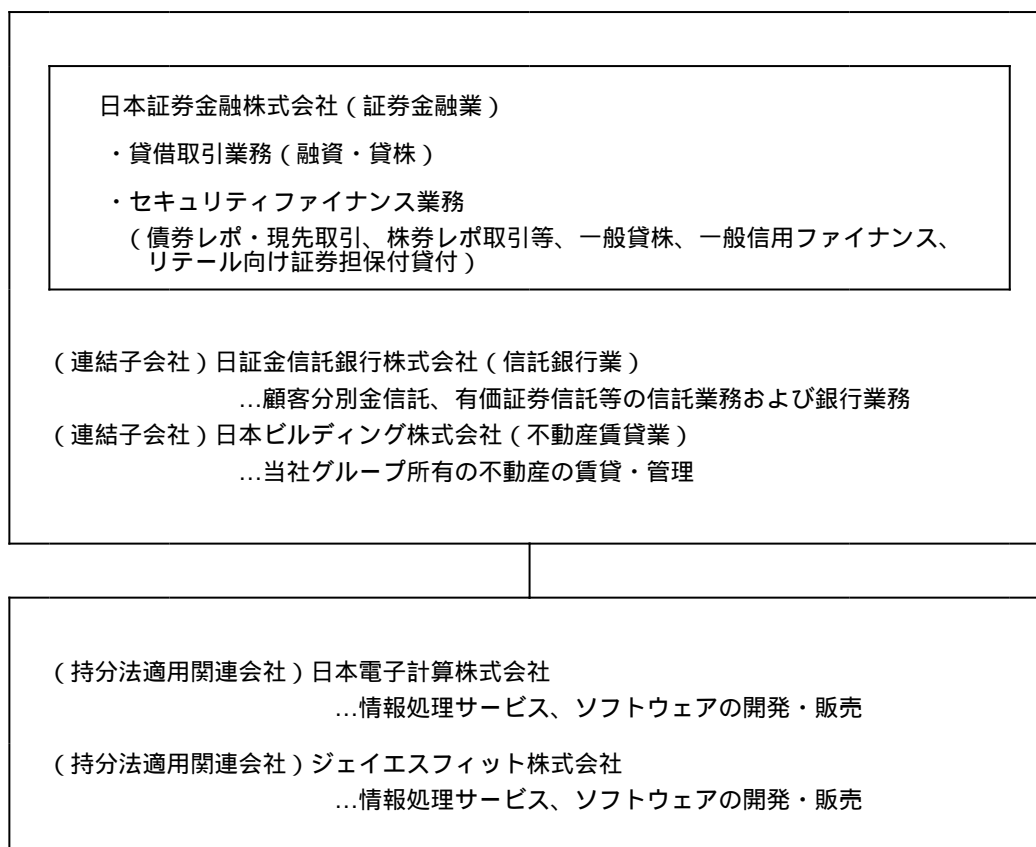 日本証券金融株式会社（証券金融業）
・貸借取引業務（融資・貸株）
・セキュリティファイナンス業務
（債券レポ・現先取引、株券レポ取引等、一般貸株、一般信用ファイナンス、
リテール向け証券担保付貸付）
（連結子会社）日証金信託銀行株式会社（信託銀行業）
…顧客分別金信託、有価証券信託等の信託業務および銀行業務
（連結子会社）日本ビルディング株式会社（不動産賃貸業）
…当社グループ所有の不動産の賃貸・管理
（持分法適用関連会社）日本電子計算株式会社
…情報処理サービス、ソフトウェアの開発・販売
（持分法適用関連会社）ジェイエスフィット株式会社
…情報処理サービス、ソフトウェアの開発・販売